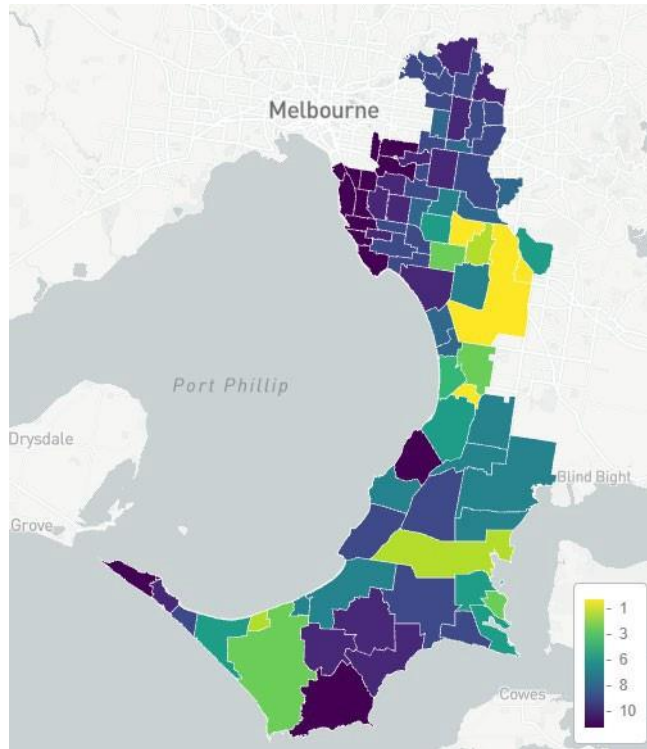 Melbourne
Port Phillip
Drysdale
Blind Bight
Grove
1
3
6
8
10
Cowes